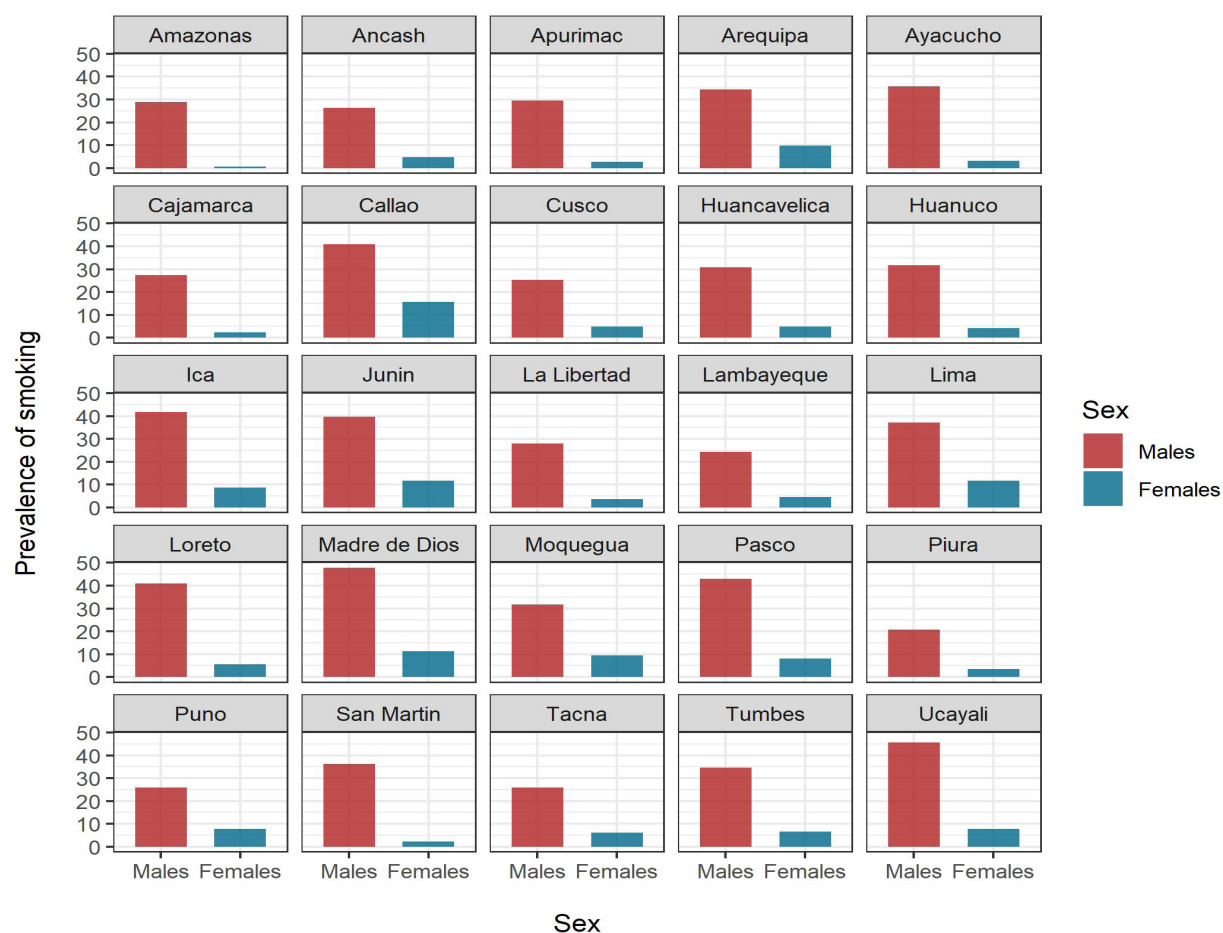 Amazonas Ancash Apurimac Arequipa Ayacucho
50
40
30
20
10
0
Cajamarca Callao Cusco Huancavelica Huanuco
50
40
30
20
10
0
Ica Junin La Libertad Lambayeque Lima
50
40
30
20
10
0
Loreto Madre de Dios Moquegua Pasco Piura
50
40
30
20
10
0
Puno San Martin Tacna Tumbes Ucayali
50
40
30
20
10
0
Males Females Males Females Males Females Males Females Males Females
Sex
Prevalence of smoking
Sex
Males
Females